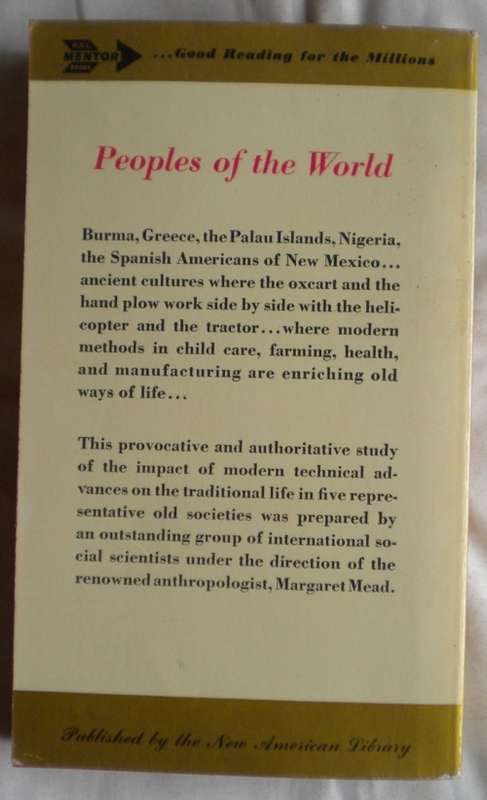 N.A.L.
MENTOR
BOOKS
...Good Reading for the Millions
Peoples of the World
Burma, Greece, the Palau Islands, Nigeria,
the Spanish Americans of New Mexico...
ancient cultures where the oxcart and the
hand plow work side by side with the heli-
copter and the tractor...where modern
methods in child care, farming, health,
and manufacturing are enriching old
ways of life...
This provocative and authoritative study
of the impact of modern technical ad-
vances on the traditional life in five repre-
sentative old societies was prepared by
an outstanding group of international so-
cial scientists under the direction of the
renowned anthropologist, Margaret Mead.
Published by the New American Library